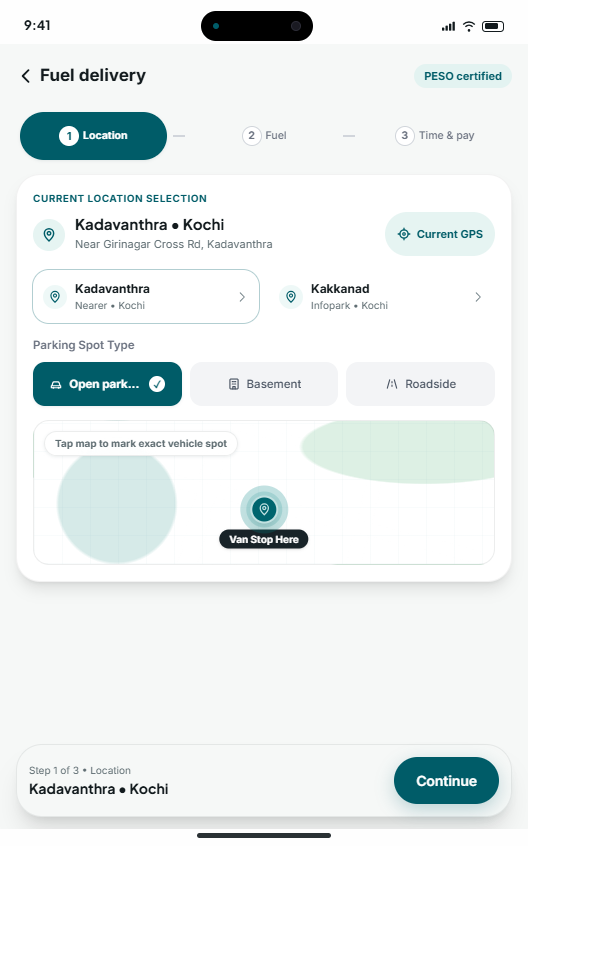 9:41
Fuel delivery
PESO certified
1 Location
2 Fuel
3 Time & pay
CURRENT LOCATION SELECTION
Kadavanthra • Kochi
Near Girinagar Cross Rd, Kadavanthra
Current GPS
Kadavanthra
Nearer • Kochi
Kakkanad
Infopark • Kochi
Parking Spot Type
Open park...
Basement
Roadside
Tap map to mark exact vehicle spot
Van Stop Here
Step 1 of 3 • Location
Kadavanthra • Kochi
Continue